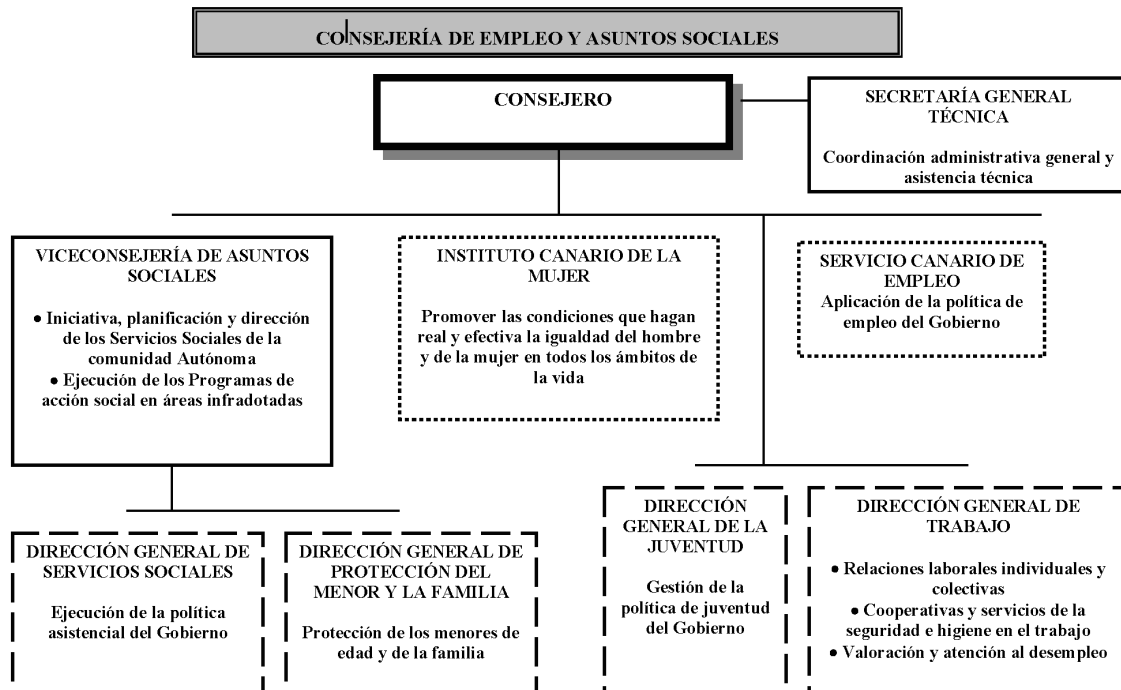 CONSEJERÍA DE EMPLEO Y ASUNTOS SOCIALES
CONSEJERO
SECRETARÍA GENERAL
TÉCNICA
Coordinación administrativa general y
asistencia técnica
VICECONSEJERÍA DE ASUNTOS
SOCIALES
● Iniciativa, planificación y dirección
de los Servicios Sociales de la
comunidad Autónoma
● Ejecución de los Programas de
acción social en áreas infradotadas
INSTITUTO CANARIO DE LA
MUJER
Promover las condiciones que hagan
real y efectiva la igualdad del hombre
y de la mujer en todos los ámbitos de
la vida
SERVICIO CANARIO DE
EMPLEO
Aplicación de la política de
empleo del Gobierno
DIRECCIÓN GENERAL DE
SERVICIOS SOCIALES
Ejecución de la política
asistencial del Gobierno
DIRECCIÓN GENERAL DE
PROTECCIÓN DEL
MENOR Y LA FAMILIA
Protección de los menores de
edad y de la familia
DIRECCIÓN
GENERAL DE LA
JUVENTUD
Gestión de la
política de juventud
del Gobierno
DIRECCIÓN GENERAL DE
TRABAJO
● Relaciones laborales individuales y
colectivas
● Cooperativas y servicios de la
seguridad e higiene en el trabajo
● Valoración y atención al desempleo